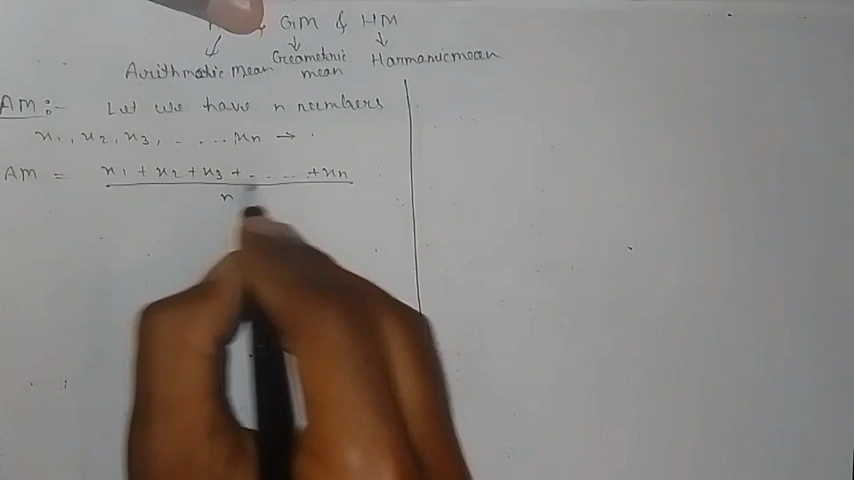 GM & HM
Arithmatic Mean Geometric mean Harmonic mean
AM:- Let we have n numbers
x1, x2, x3, ....., xn →
AM = x1 + x2 + x3 + ..... + xn
n